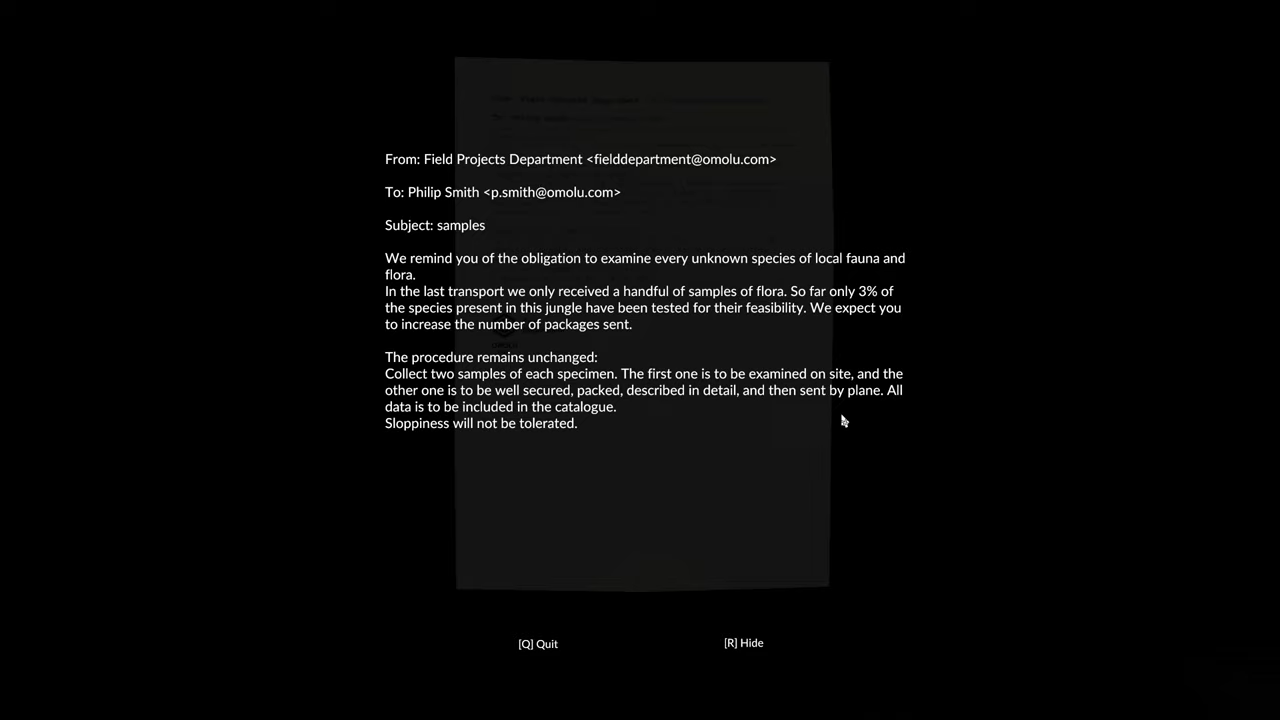 From: Field Projects Department <fielddepartment@omolu.com>
To: Philip Smith <p.smith@omolu.com>
Subject: samples
We remind you of the obligation to examine every unknown species of local fauna and
flora.
In the last transport we only received a handful of samples of flora. So far only 3% of
the species present in this jungle have been tested for their feasibility. We expect you
to increase the number of packages sent.
The procedure remains unchanged:
Collect two samples of each specimen. The first one is to be examined on site, and the
other one is to be well secured, packed, described in detail, and then sent by plane. All
data is to be included in the catalogue.
Sloppiness will not be tolerated.
[Q] Quit
[R] Hide